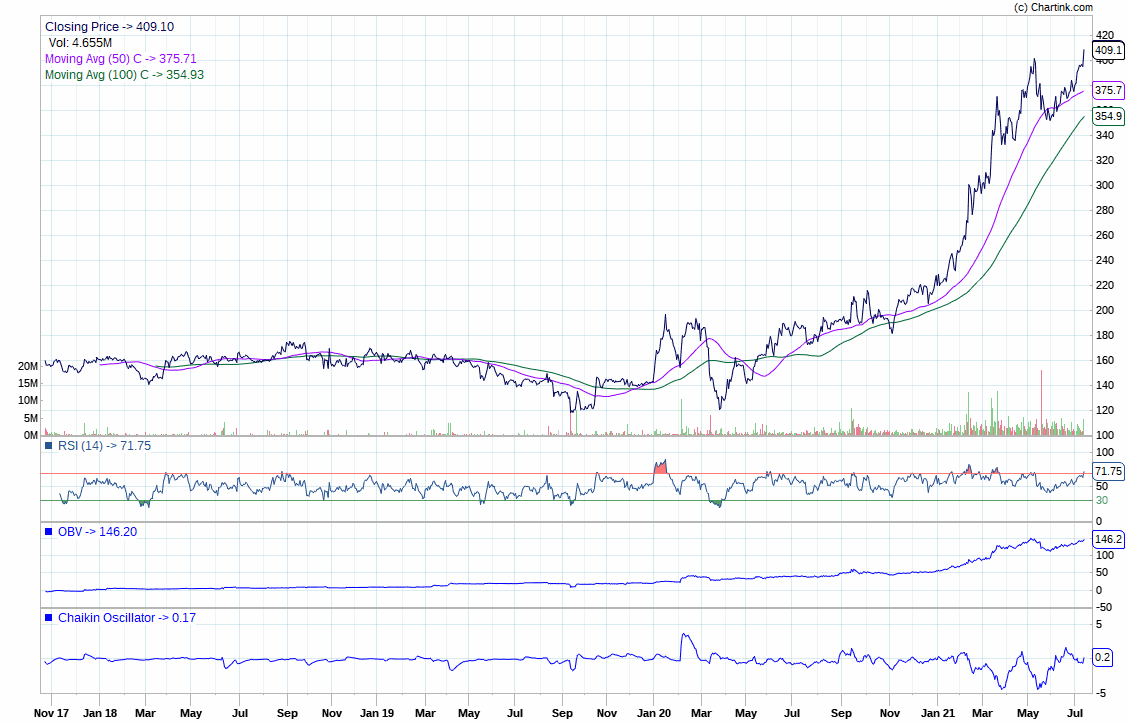 (c) Chartink.com
Closing Price -> 409.10
Vol: 4.655M
Moving Avg (50) C -> 375.71
Moving Avg (100) C -> 354.93
420
409.1
400
375.7
354.9
340
320
300
280
260
240
220
200
180
160
140
120
100
20M
15M
10M
5M
0M
RSI (14) -> 71.75
100
71.75
50
30
0
OBV -> 146.20
146.2
100
50
0
-50
Chaikin Oscillator -> 0.17
5
0.2
-5
Nov 17 Jan 18 Mar May Jul Sep Nov Jan 19 Mar May Jul Sep Nov Jan 20 Mar May Jul Sep Nov Jan 21 Mar May Jul